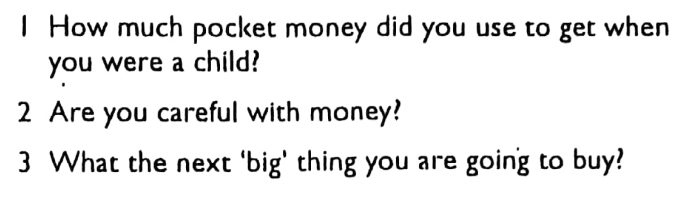 1 How much pocket money did you use to get when
you were a child?
2 Are you careful with money?
3 What the next 'big' thing you are going to buy?